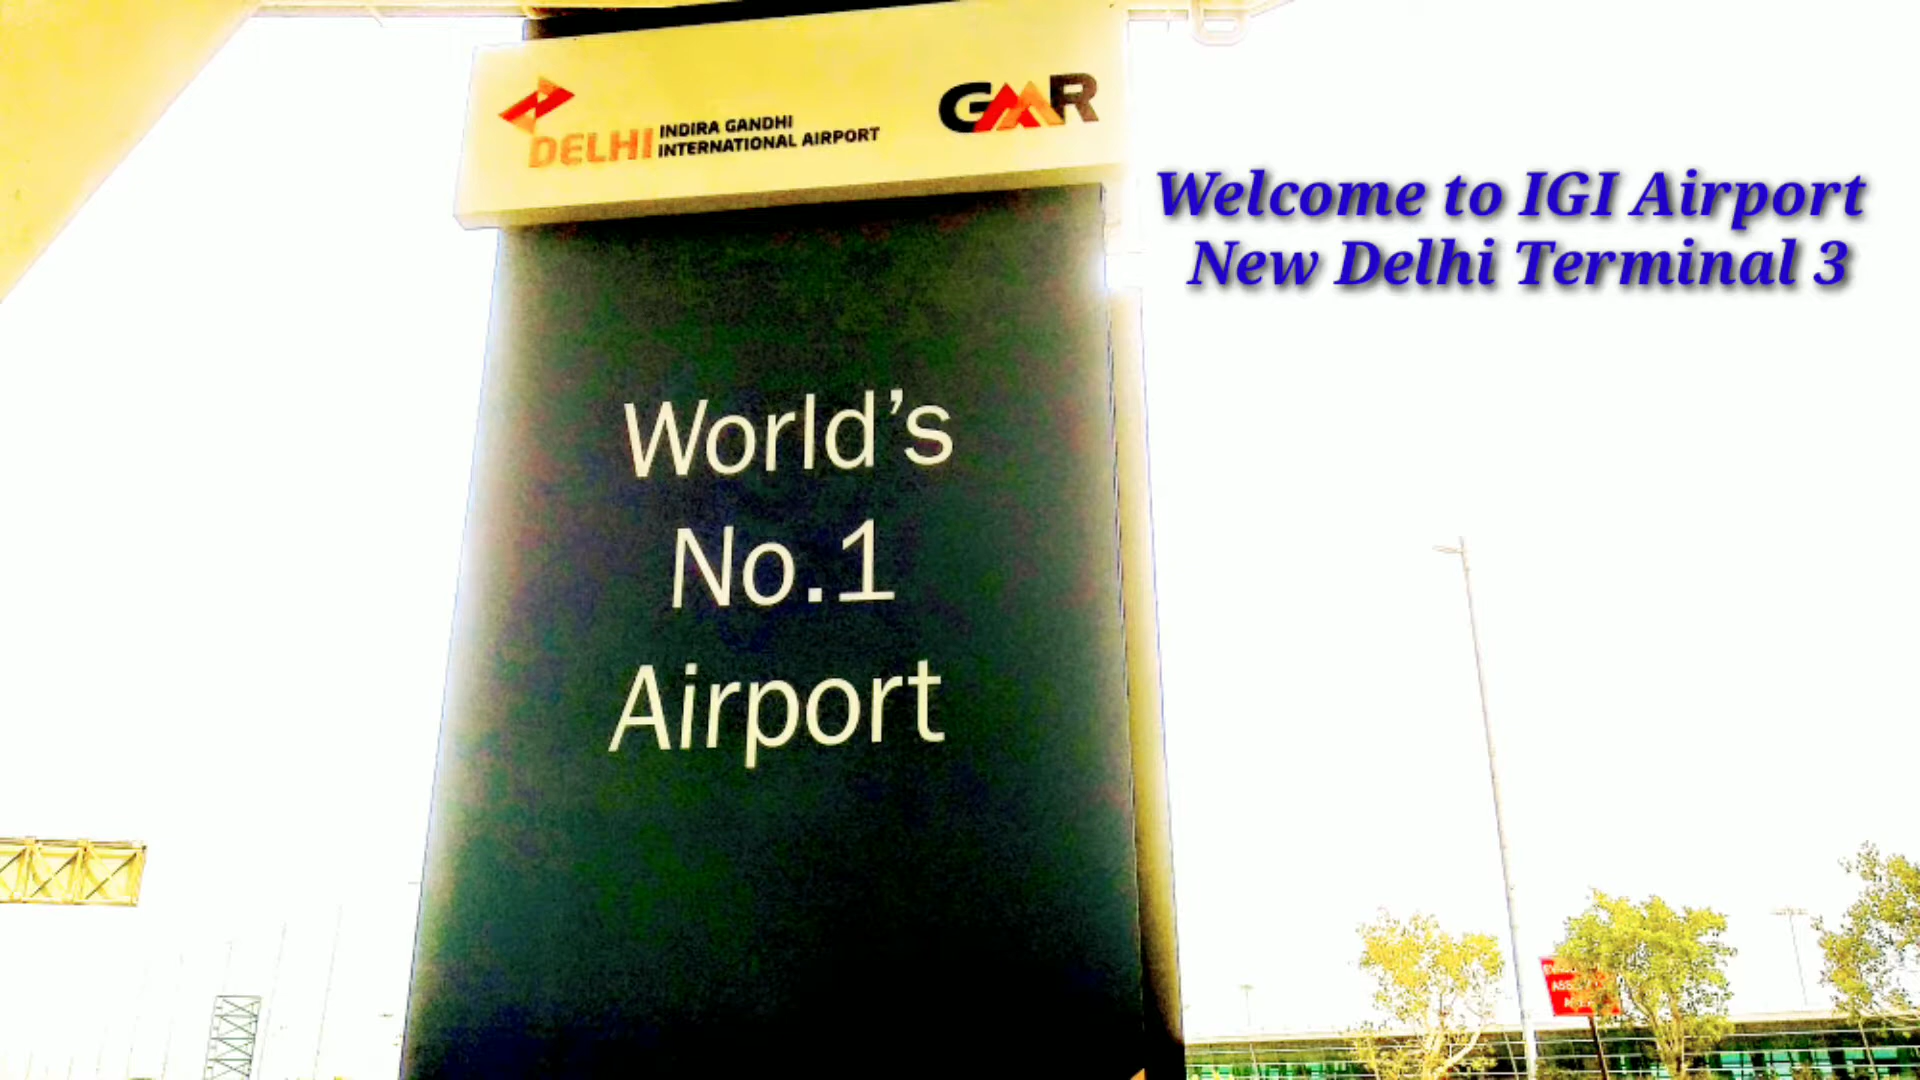 DELHI INDIRA GANDHI
INTERNATIONAL AIRPORT
GMR
Welcome to IGI Airport
New Delhi Terminal 3
World's
No.1
Airport